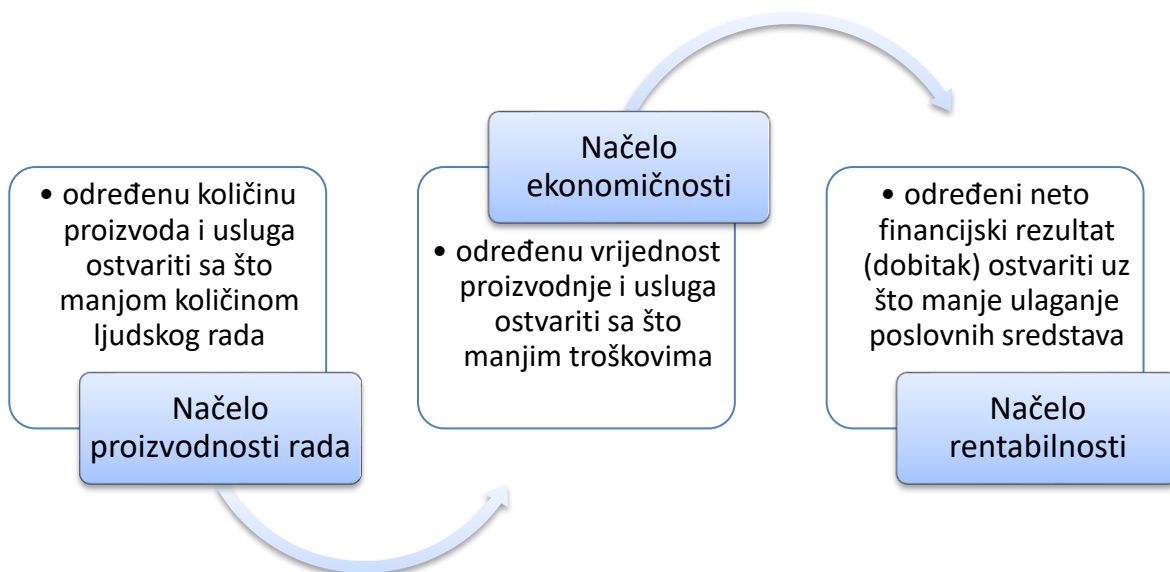 • određenu količinu
proizvoda i usluga
ostvariti sa što
manjom količinom
ljudskog rada
Načelo
proizvodnosti rada
Načelo
ekonomičnosti
• određenu vrijednost
proizvodnje i usluga
ostvariti sa što
manjim troškovima
• određeni neto
financijski rezultat
(dobitak) ostvariti uz
što manje ulaganje
poslovnih sredstava
Načelo
rentabilnosti